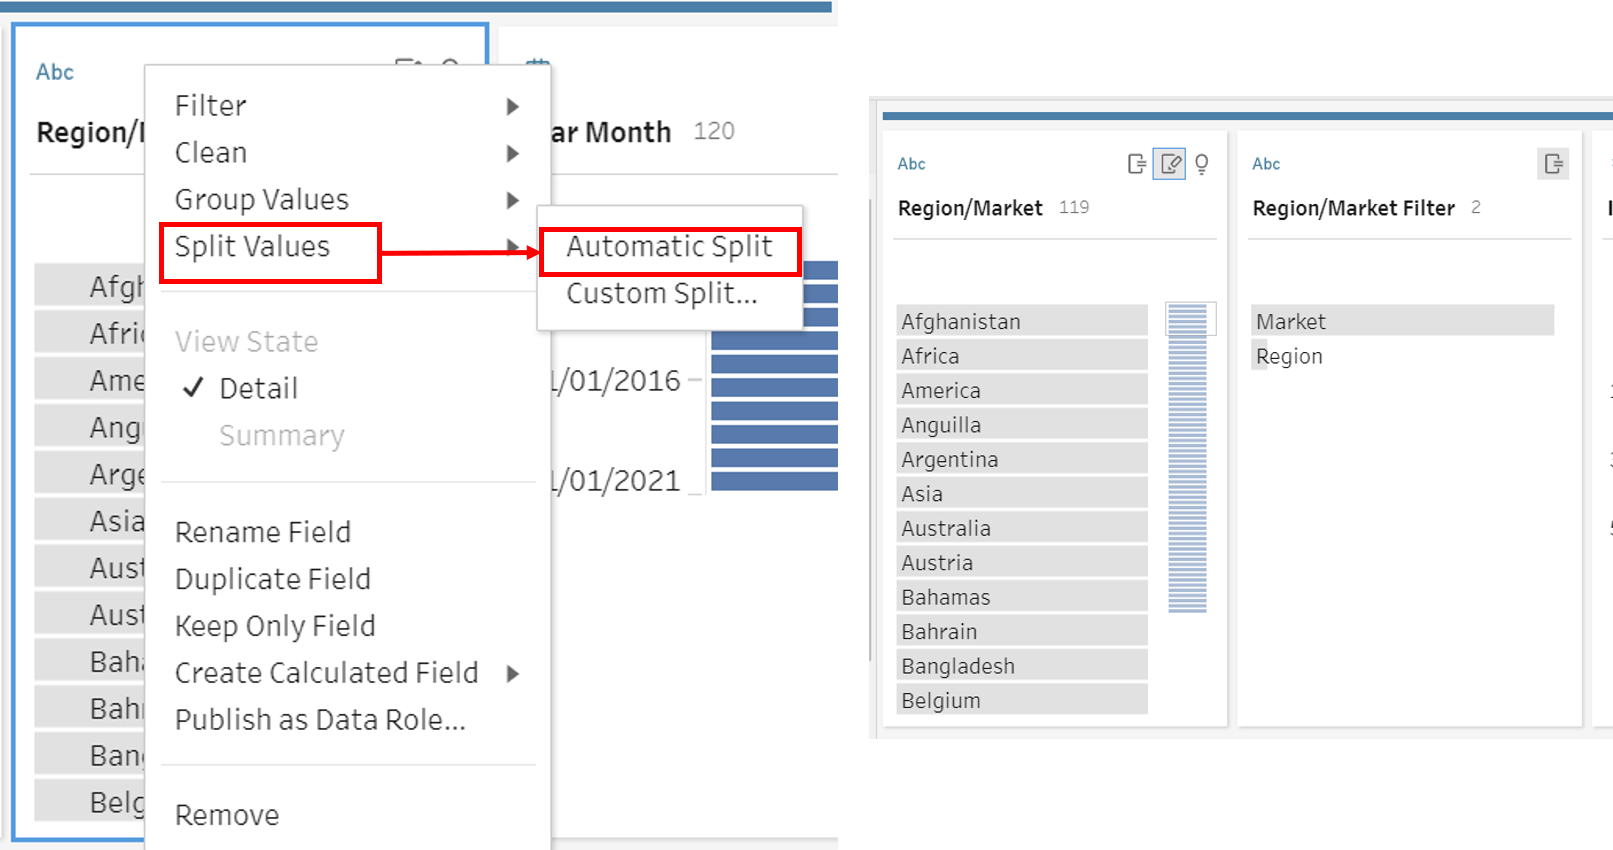 Abc
Region/
Filter
Clean
Group Values
Split Values
Automatic Split
Custom Split...
View State
Detail
Summary
Rename Field
Duplicate Field
Keep Only Field
Create Calculated Field
Publish as Data Role...
Remove
Afgh
Afric
Ame
Ang
Arge
Asia
Aust
Aust
Baha
Bahr
Bang
Belg
ar Month 120
1/01/2016
1/01/2021
Abc
Region/Market 119
Afghanistan
Africa
America
Anguilla
Argentina
Asia
Australia
Austria
Bahamas
Bahrain
Bangladesh
Belgium
Abc
Region/Market Filter 2
Market
Region